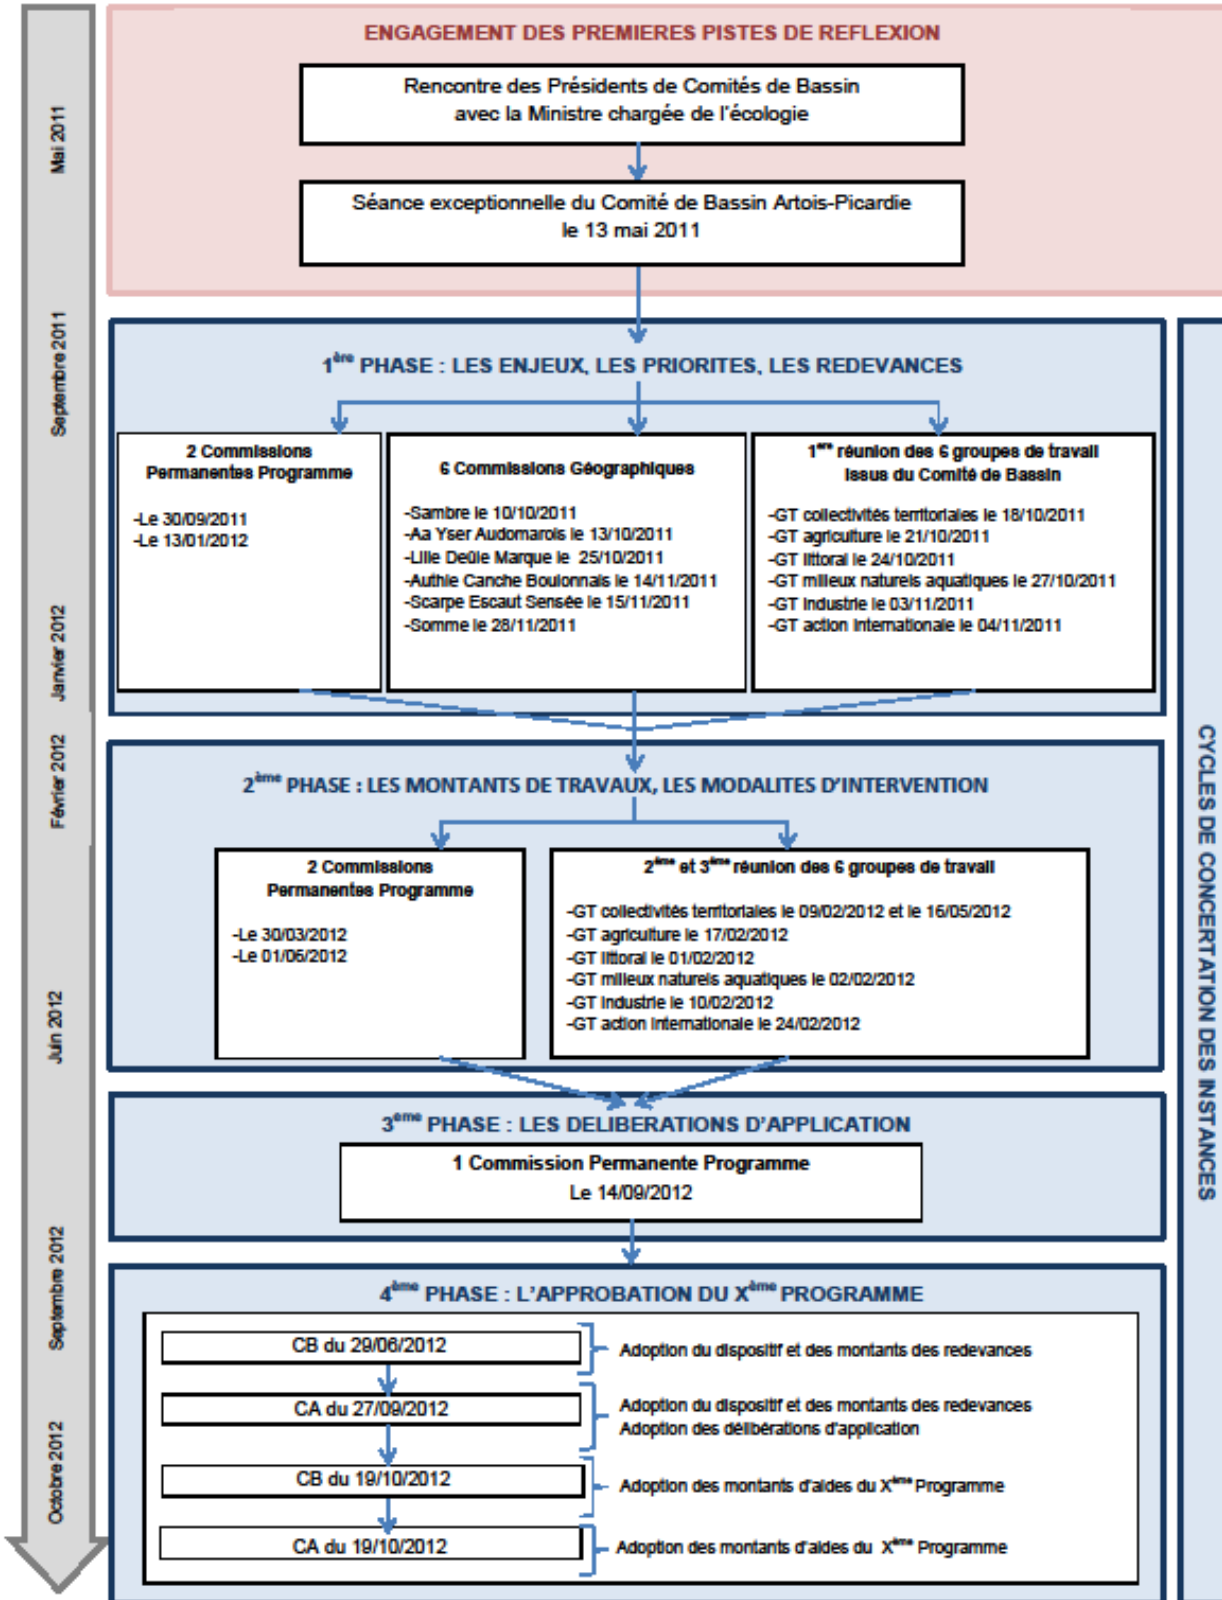 ENGAGEMENT DES PREMIERES PISTES DE REFLEXION
Rencontre des Présidents de Comités de Bassin
avec la Ministre chargée de l'écologie
Mai 2011
Séance exceptionnelle du Comité de Bassin Artois-Picardie
le 13 mai 2011
Septembre 2011
1ère PHASE : LES ENJEUX, LES PRIORITES, LES REDEVANCES
2 Commissions
Permanentes Programme
-Le 30/09/2011
-Le 13/01/2012
6 Commissions Géographiques
-Sambre le 10/10/2011
-Aa Yser Audomarois le 13/10/2011
-Lille Deûle Marque le 25/10/2011
-Authie Canche Boulonnais le 14/11/2011
-Scarpe Escaut Sensée le 15/11/2011
-Somme le 28/11/2011
1ère réunion des 6 groupes de travail
issus du Comité de Bassin
-GT collectivités territoriales le 18/10/2011
-GT agriculture le 21/10/2011
-GT littoral le 24/10/2011
-GT milieux naturels aquatiques le 27/10/2011
-GT industrie le 03/11/2011
-GT action internationale le 04/11/2011
Janvier 2012
Février 2012
2ème PHASE : LES MONTANTS DE TRAVAUX, LES MODALITES D'INTERVENTION
2 Commissions
Permanentes Programme
-Le 30/03/2012
-Le 01/06/2012
2ème et 3ème réunion des 6 groupes de travail
-GT collectivités territoriales le 09/02/2012 et le 16/05/2012
-GT agriculture le 17/02/2012
-GT littoral le 01/02/2012
-GT milieux naturels aquatiques le 02/02/2012
-GT industrie le 10/02/2012
-GT action internationale le 24/02/2012
Juin 2012
CYCLES DE CONCERTATION DES INSTANCES
3eme PHASE : LES DELIBERATIONS D'APPLICATION
1 Commission Permanente Programme
Le 14/09/2012
Septembre 2012
4ème PHASE : L'APPROBATION DU Xème PROGRAMME
CB du 29/06/2012
Adoption du dispositif et des montants des redevances
CA du 27/09/2012
Adoption du dispositif et des montants des redevances
Adoption des délibérations d'application
Octobre 2012
CB du 19/10/2012
Adoption des montants d'aides du Xème Programme
CA du 19/10/2012
Adoption des montants d'aides du Xème Programme